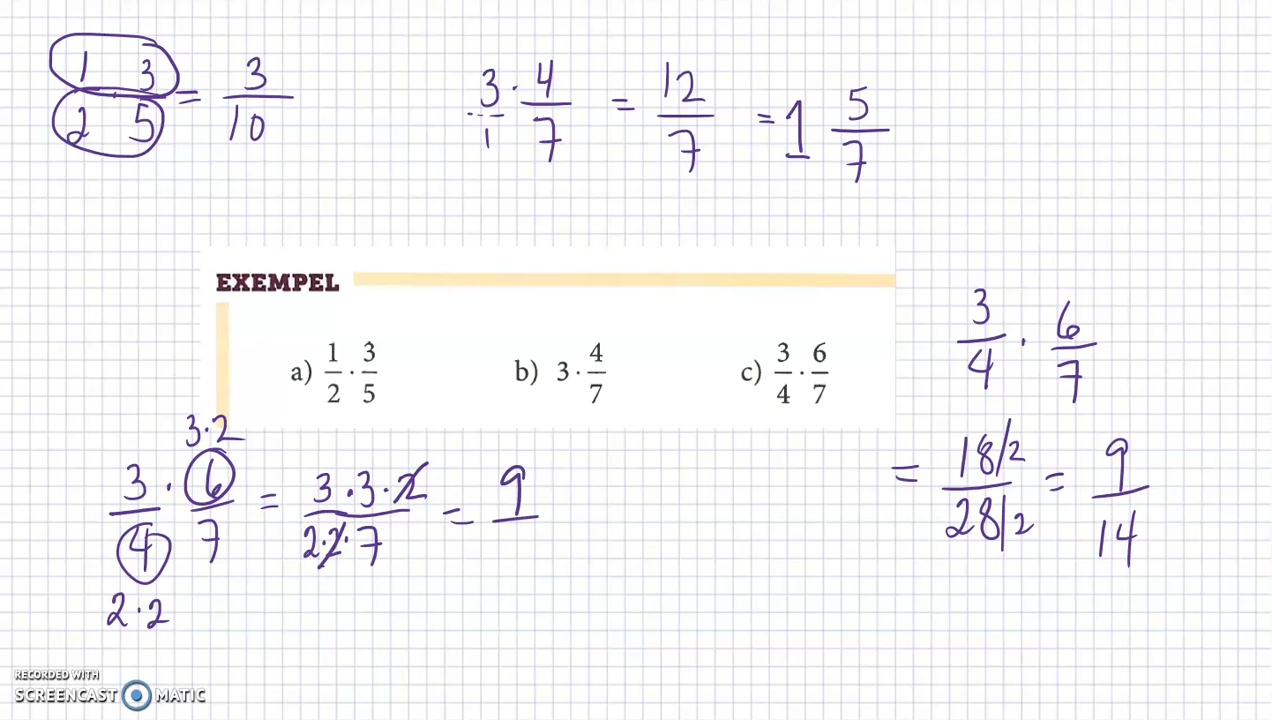 1/2 · 3/5 = 3/10
3/1 · 4/7 = 12/7 = 1 5/7
EXEMPEL
a) 1/2 · 3/5 b) 3 · 4/7 c) 3/4 · 6/7
3/4 · 6/7
= 18/2 / 28/2 = 9/14
3·2
3/4 · 6/7 = 3·3·2 / 2·2·7 = 9/
2·2
RECORDED WITH
SCREENCAST MATIC